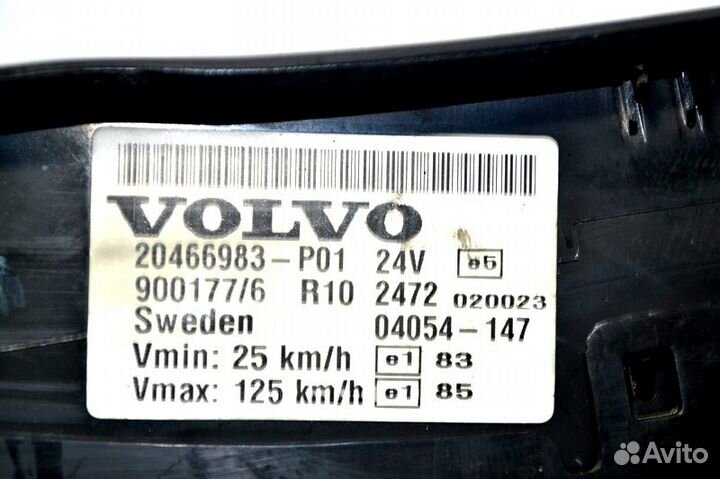 VOLVO
20466983-P01 24V e5
900177/6 R10 2472 020023
Sweden 04054-147
Vmin: 25 km/h e1 83
Vmax: 125 km/h e1 85
Avito